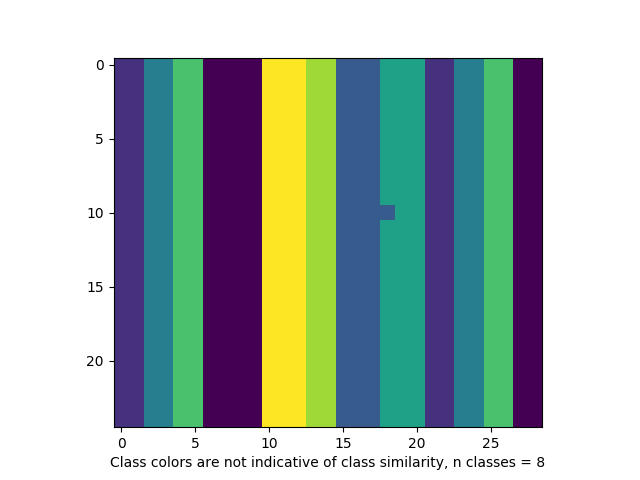 0
5
10
15
20
0 5 10 15 20 25
Class colors are not indicative of class similarity, n classes = 8